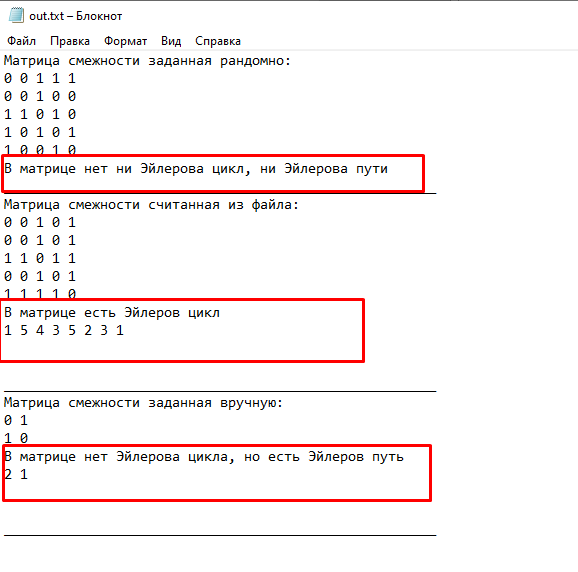 out.txt – Блокнот
Файл Правка Формат Вид Справка
Матрица смежности заданная рандомно:
0 0 1 1 1
0 0 1 0 0
1 1 0 1 0
1 0 1 0 1
1 0 0 1 0
В матрице нет ни Эйлерова цикл, ни Эйлерова пути
Матрица смежности считанная из файла:
0 0 1 0 1
0 0 1 0 1
1 1 0 1 1
0 0 1 0 1
1 1 1 1 0
В матрице есть Эйлеров цикл
1 5 4 3 5 2 3 1
Матрица смежности заданная вручную:
0 1
1 0
В матрице нет Эйлерова цикла, но есть Эйлеров путь
2 1